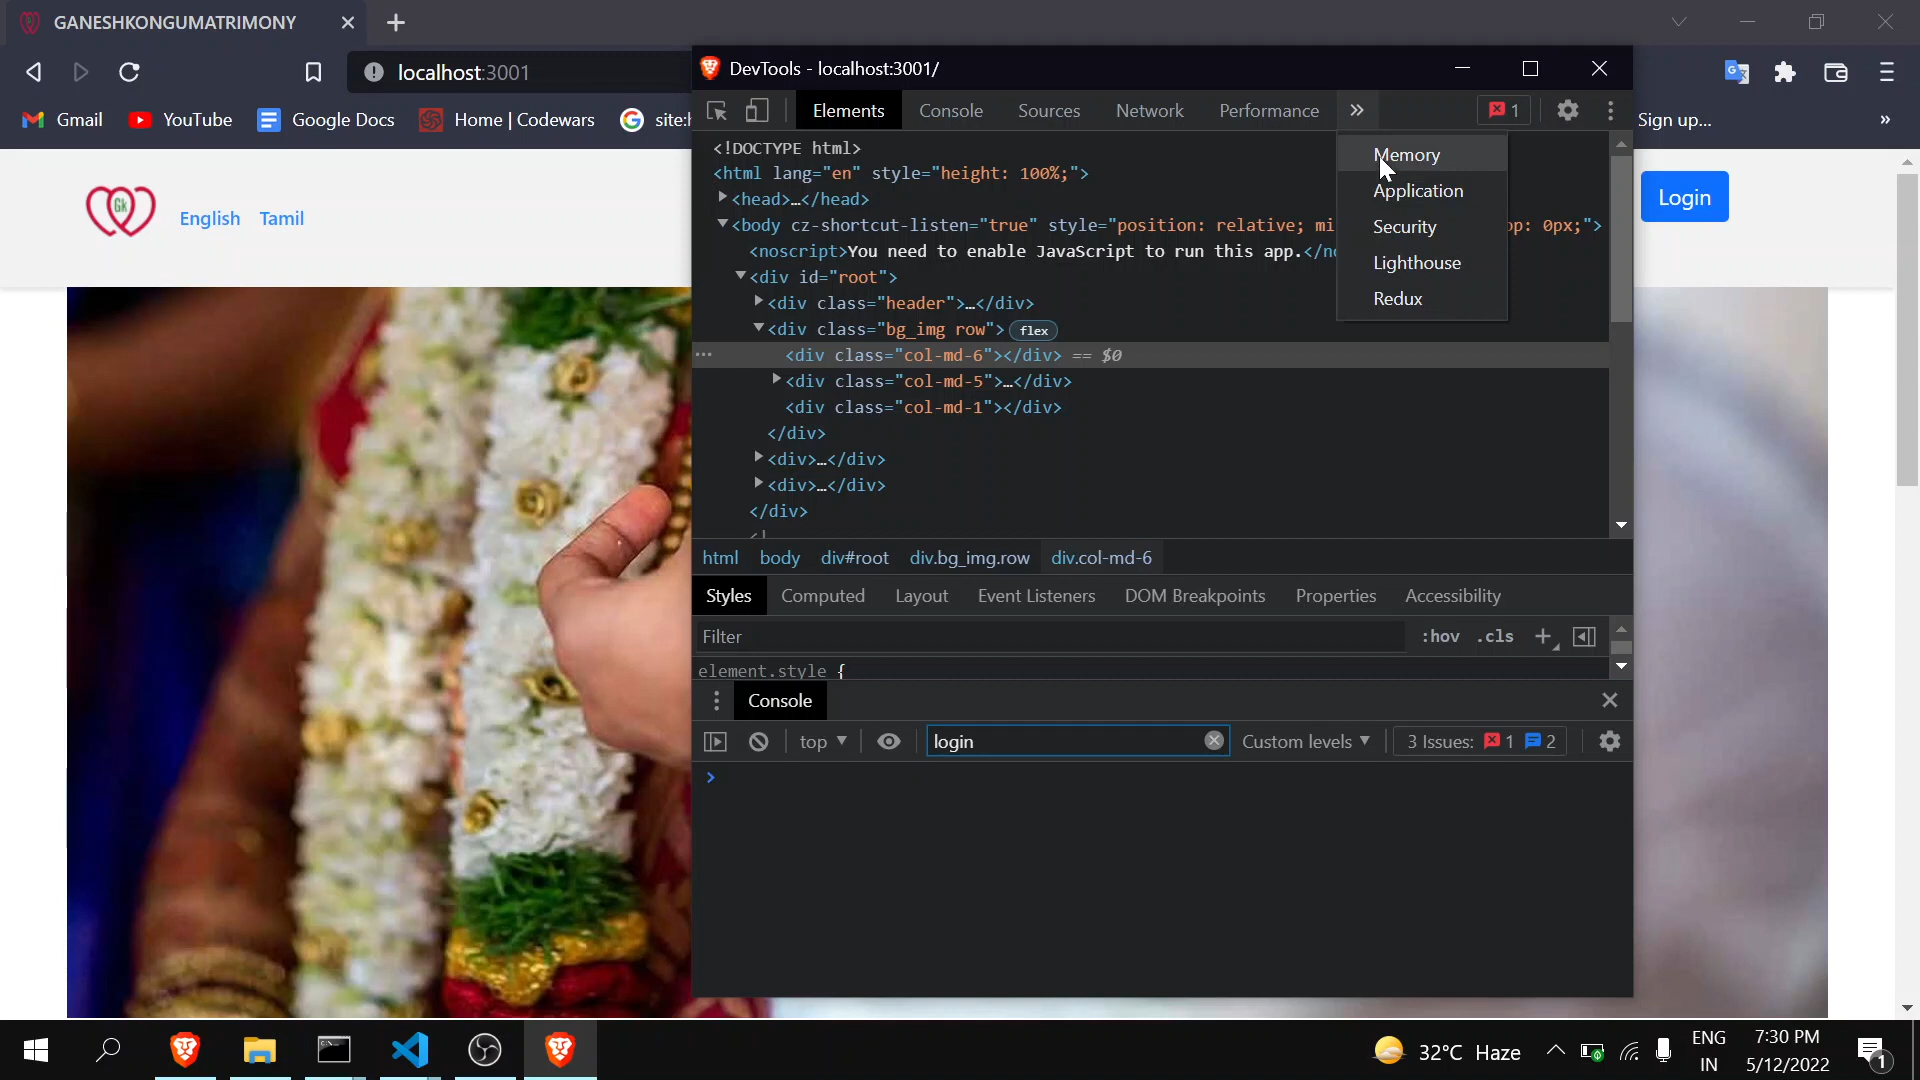 GANESHKONGUMATRIMONY
localhost:3001
Gmail YouTube Google Docs Home | Codewars site:h Sign up... »
Gk English Tamil Login
DevTools - localhost:3001/
Elements Console Sources Network Performance » 1
Memory
Application
Security
Lighthouse
Redux
<!DOCTYPE html>
<html lang="en" style="height: 100%;">
<head>…</head>
<body cz-shortcut-listen="true" style="position: relative; mi op: 0px;">
<noscript>You need to enable JavaScript to run this app.</no
<div id="root">
<div class="header">…</div>
<div class="bg_img row"> flex
<div class="col-md-6"></div> == $0
<div class="col-md-5">…</div>
<div class="col-md-1"></div>
</div>
<div>…</div>
<div>…</div>
</div>
html body div#root div.bg_img.row div.col-md-6
Styles Computed Layout Event Listeners DOM Breakpoints Properties Accessibility
Filter :hov .cls +
element.style {
Console
top login Custom levels 3 Issues: 1 2
>
32°C Haze ENG IN 7:30 PM 5/12/2022 1